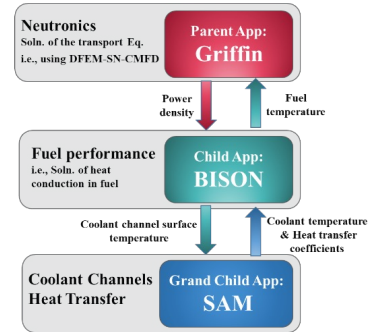 Neutronics
Soln. of the transport Eq.
i.e., using DFEM-SN-CMFD
Parent App:
Griffin
Power
density
Fuel
temperature
Fuel performance
i.e., Soln. of heat
conduction in fuel
Child App:
BISON
Coolant channel surface
temperature
Coolant temperature
& Heat transfer
coefficients
Coolant Channels
Heat Transfer
Grand Child App:
SAM